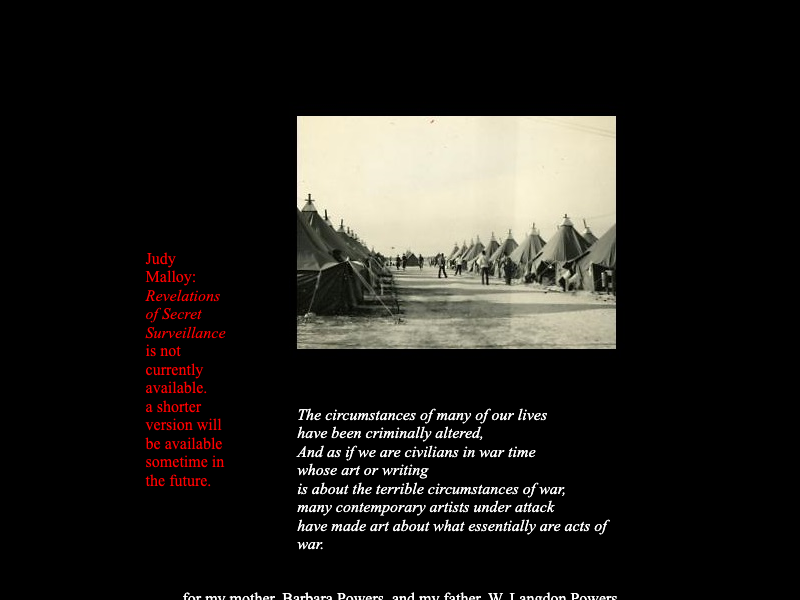 Judy
Malloy:
Revelations
of Secret
Surveillance
is not
currently
available.
a shorter
version will
be available
sometime in
the future.
The circumstances of many of our lives
have been criminally altered,
And as if we are civilians in war time
whose art or writing
is about the terrible circumstances of war,
many contemporary artists under attack
have made art about what essentially are acts of
war.
for my mother, Barbara Powers, and my father, W. Langdon Powers